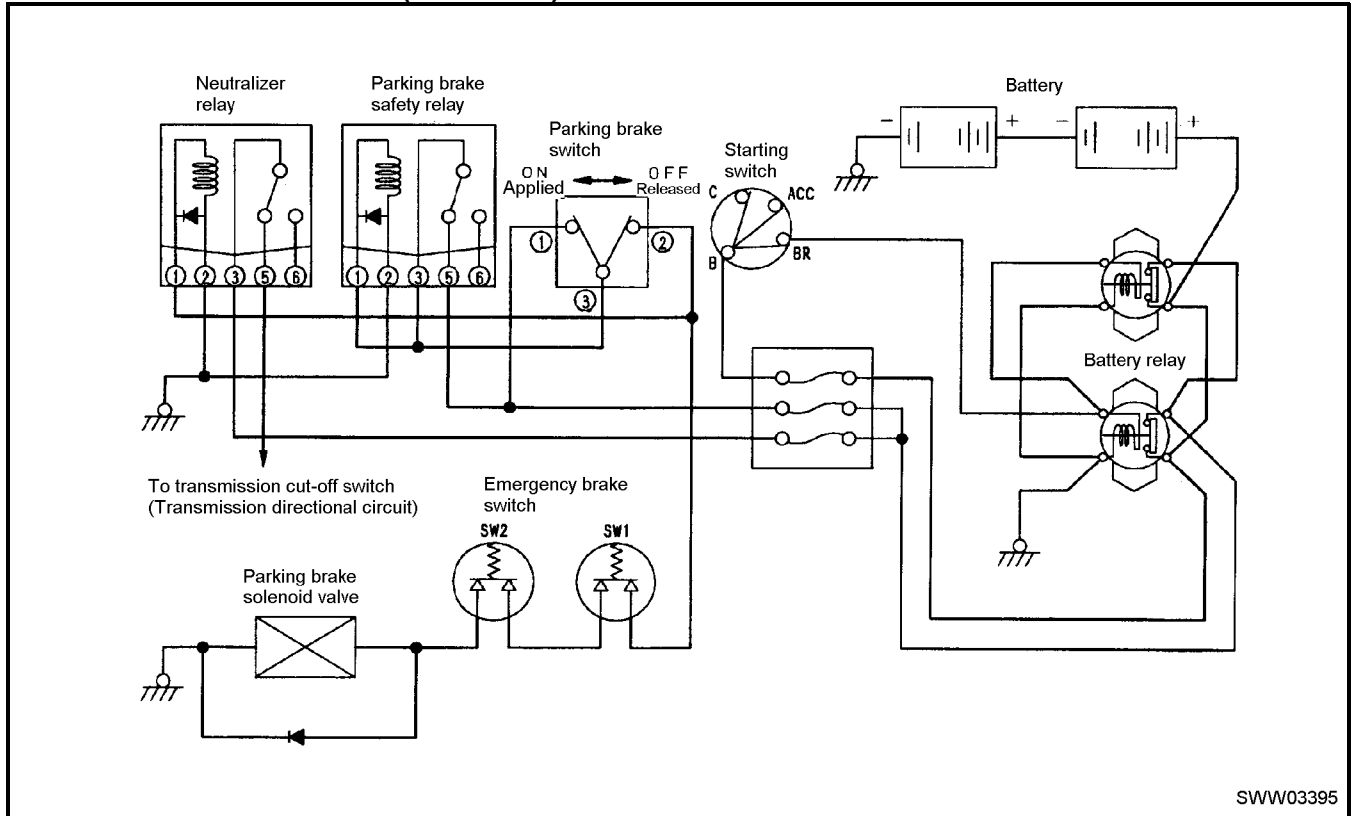 Neutralizer
relay
Parking brake
safety relay
Parking brake
switch
ON
Applied
OFF
Released
Starting
switch
Battery
- + - +
C
ACC
B
BR
1 2 3 5 6
1 2 3 5 6
1
2
3
Battery relay
To transmission cut-off switch
(Transmission directional circuit)
Emergency brake
switch
SW2
SW1
Parking brake
solenoid valve
SWW03395